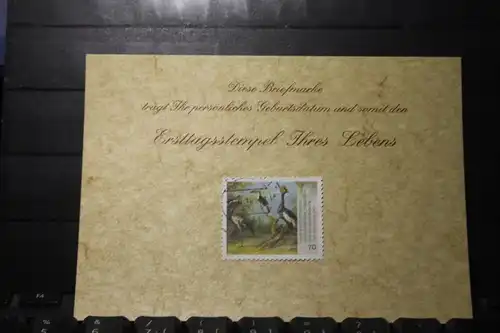 Diese Briefmarke
trägt Ihr persönliches Geburtsdatum und somit den
Ersttagsstempel Ihres Lebens
70